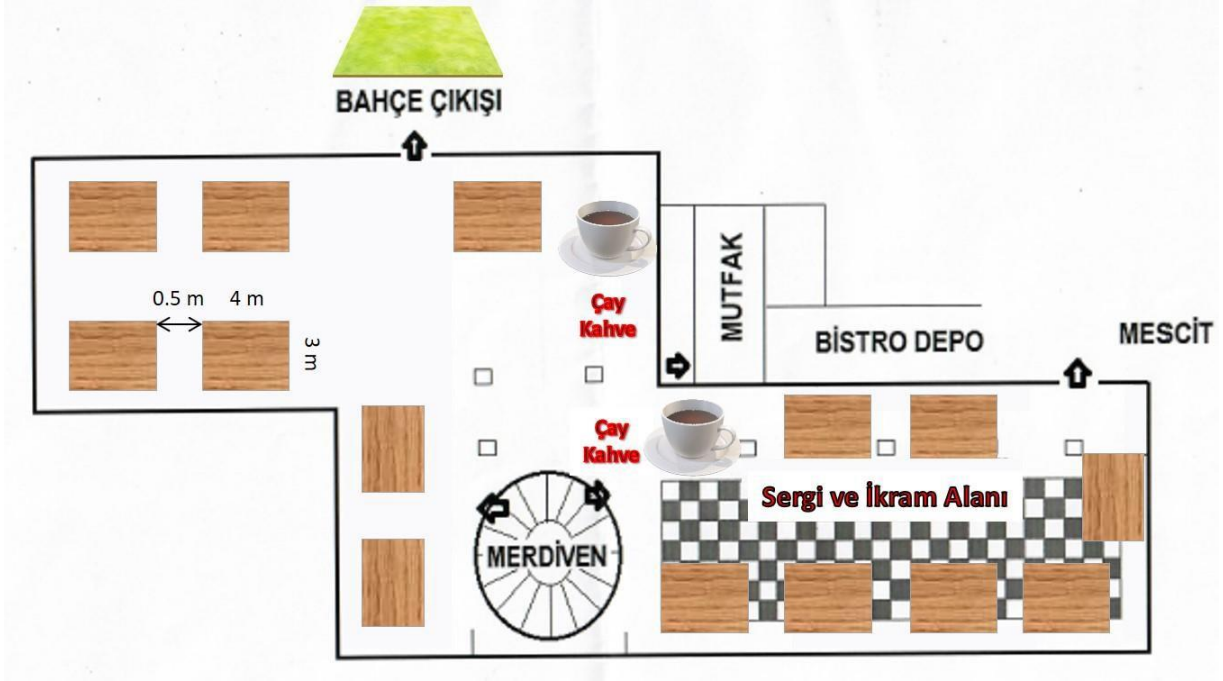 BAHÇE ÇIKIŞI
0.5 m
4 m
3 m
Çay
Kahve
MUTFAK
BİSTRO DEPO
MESCİT
Çay
Kahve
Sergi ve İkram Alanı
MERDİVEN